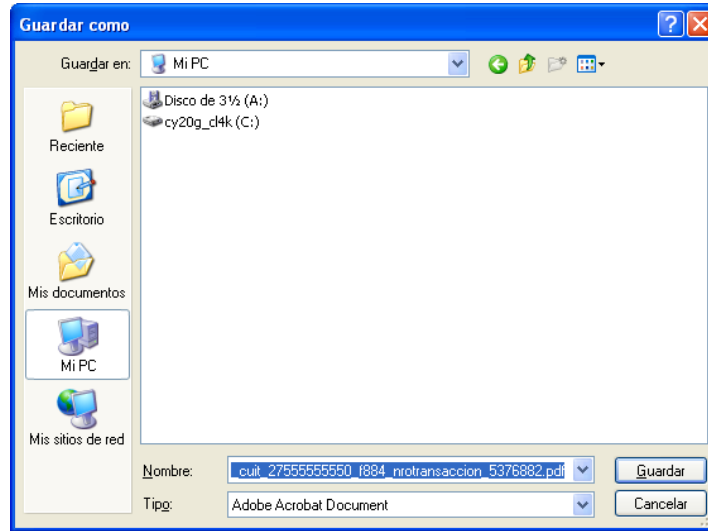 Guardar como
Guardar en:
Mi PC
Disco de 3½ (A:)
cy20g_cl4k (C:)
Reciente
Escritorio
Mis documentos
Mi PC
Mis sitios de red
Nombre:
_cuit_27555555550_f884_nrotransaccion_5376882.pdf
Guardar
Tipo:
Adobe Acrobat Document
Cancelar